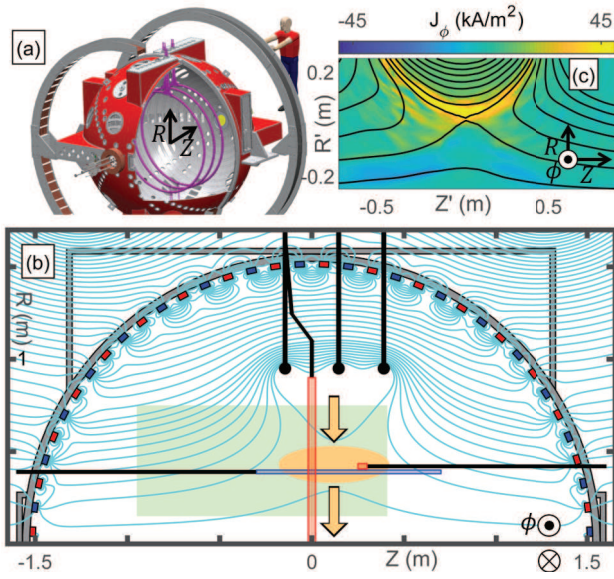 (a)
R
Z
-45 J_ϕ (kA/m²) 45
(c)
0.2
R' (m)
-0.2
R
ϕ
Z
-0.5 Z' (m) 0.5
(b)
R (m)
1
ϕ
-1.5 0 Z (m) 1.5